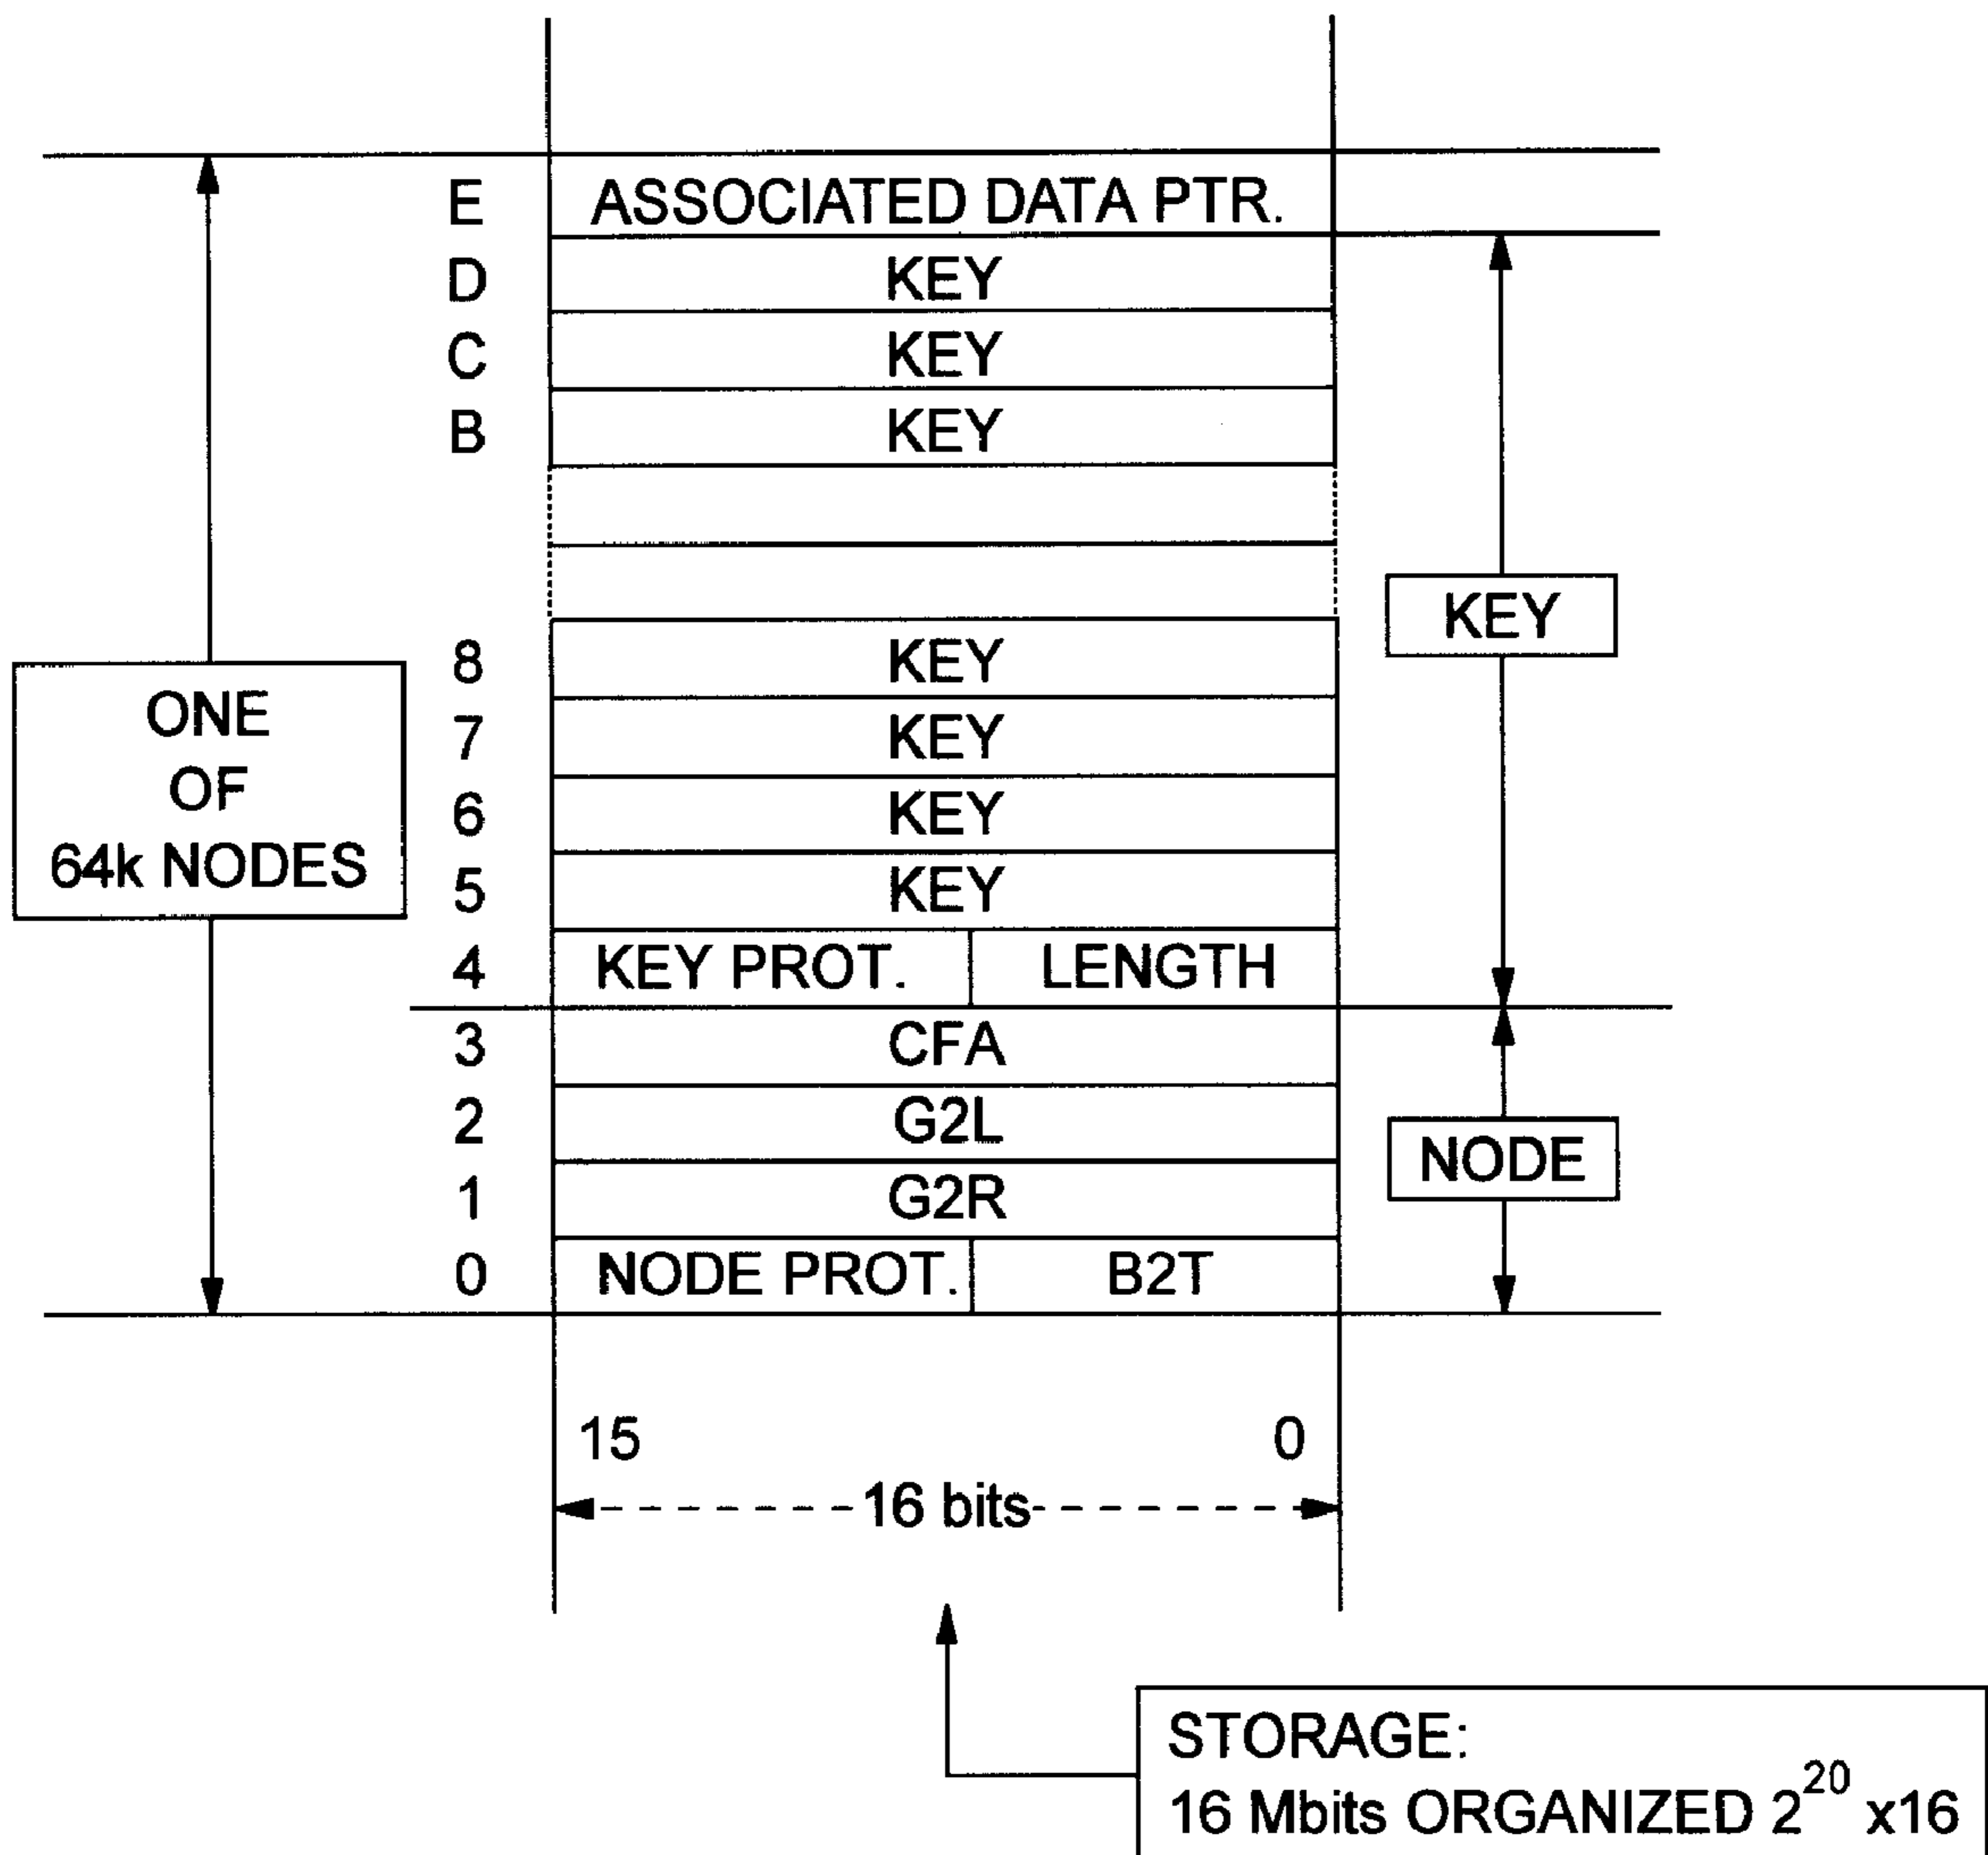 E ASSOCIATED DATA PTR.
D KEY
C KEY
B KEY
8 KEY
7 KEY
6 KEY
5 KEY
4 KEY PROT. LENGTH
3 CFA
2 G2L
1 G2R
0 NODE PROT. B2T
ONE
OF
64k NODES
KEY
NODE
15 0
16 bits
STORAGE:
16 Mbits ORGANIZED 2^20 x16